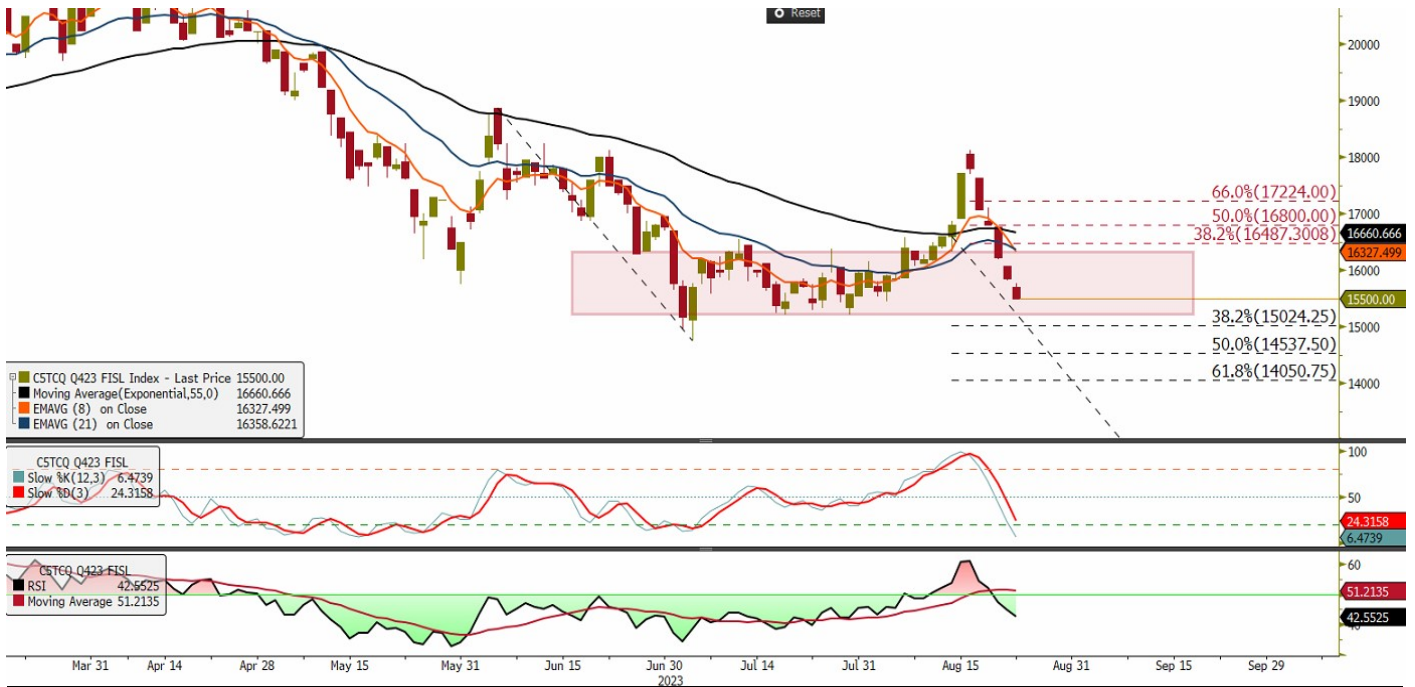 Reset
20000
19000
18000
66.0%(17224.00)
17000
50.0%(16800.00)
16660.666
38.2%(16487.3008)
16327.499
16000
15500.00
38.2%(15024.25)
15000
50.0%(14537.50)
61.8%(14050.75)
14000
C5TCQ Q423 FISL Index - Last Price 15500.00
Moving Average(Exponential,55,0) 16660.666
EMAVG (8) on Close 16327.499
EMAVG (21) on Close 16358.6221
C5TCQ Q423 FISL
Slow %K(12,3) 6.4739
Slow %D(3) 24.3158
100
50
24.3158
6.4739
C5TCQ Q423 FISL
RSI 42.5525
Moving Average 51.2135
60
51.2135
42.5525
Mar 31 Apr 14 Apr 28 May 15 May 31 Jun 15 Jun 30 Jul 14 Jul 31 Aug 15 Aug 31 Sep 15 Sep 29
2023